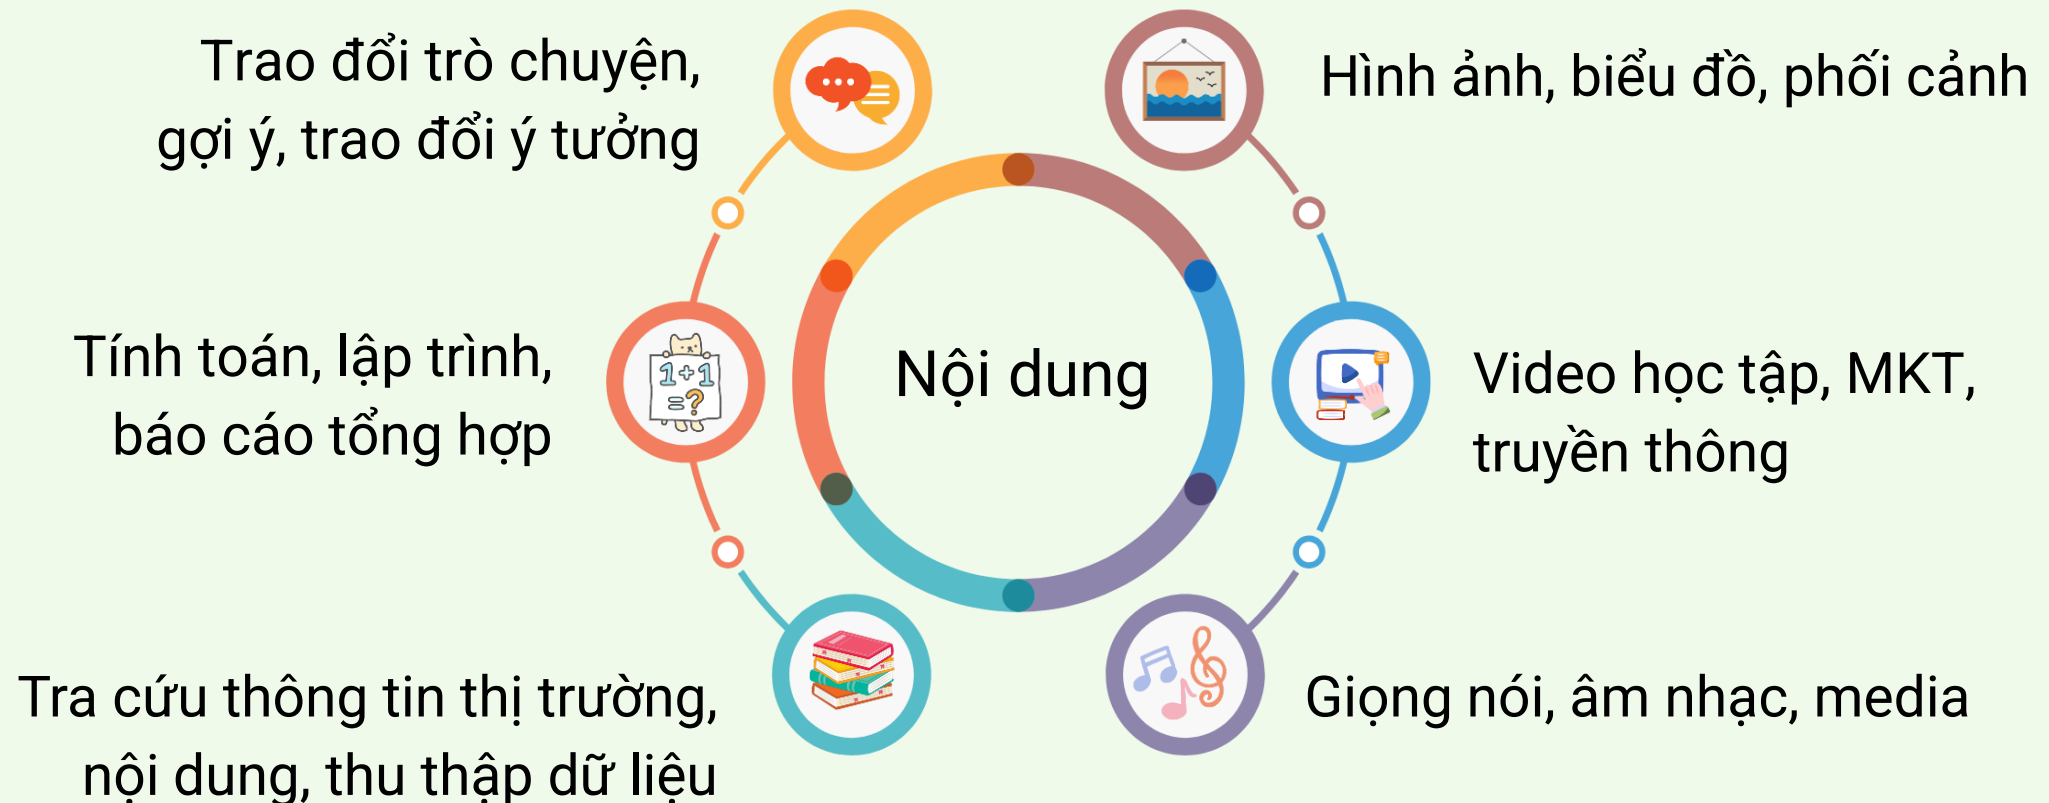 Trao đổi trò chuyện,
gợi ý, trao đổi ý tưởng
Hình ảnh, biểu đồ, phối cảnh
Tính toán, lập trình,
báo cáo tổng hợp
1+1
=?
Nội dung
Video học tập, MKT,
truyền thông
Tra cứu thông tin thị trường,
nội dung, thu thập dữ liệu
Giọng nói, âm nhạc, media